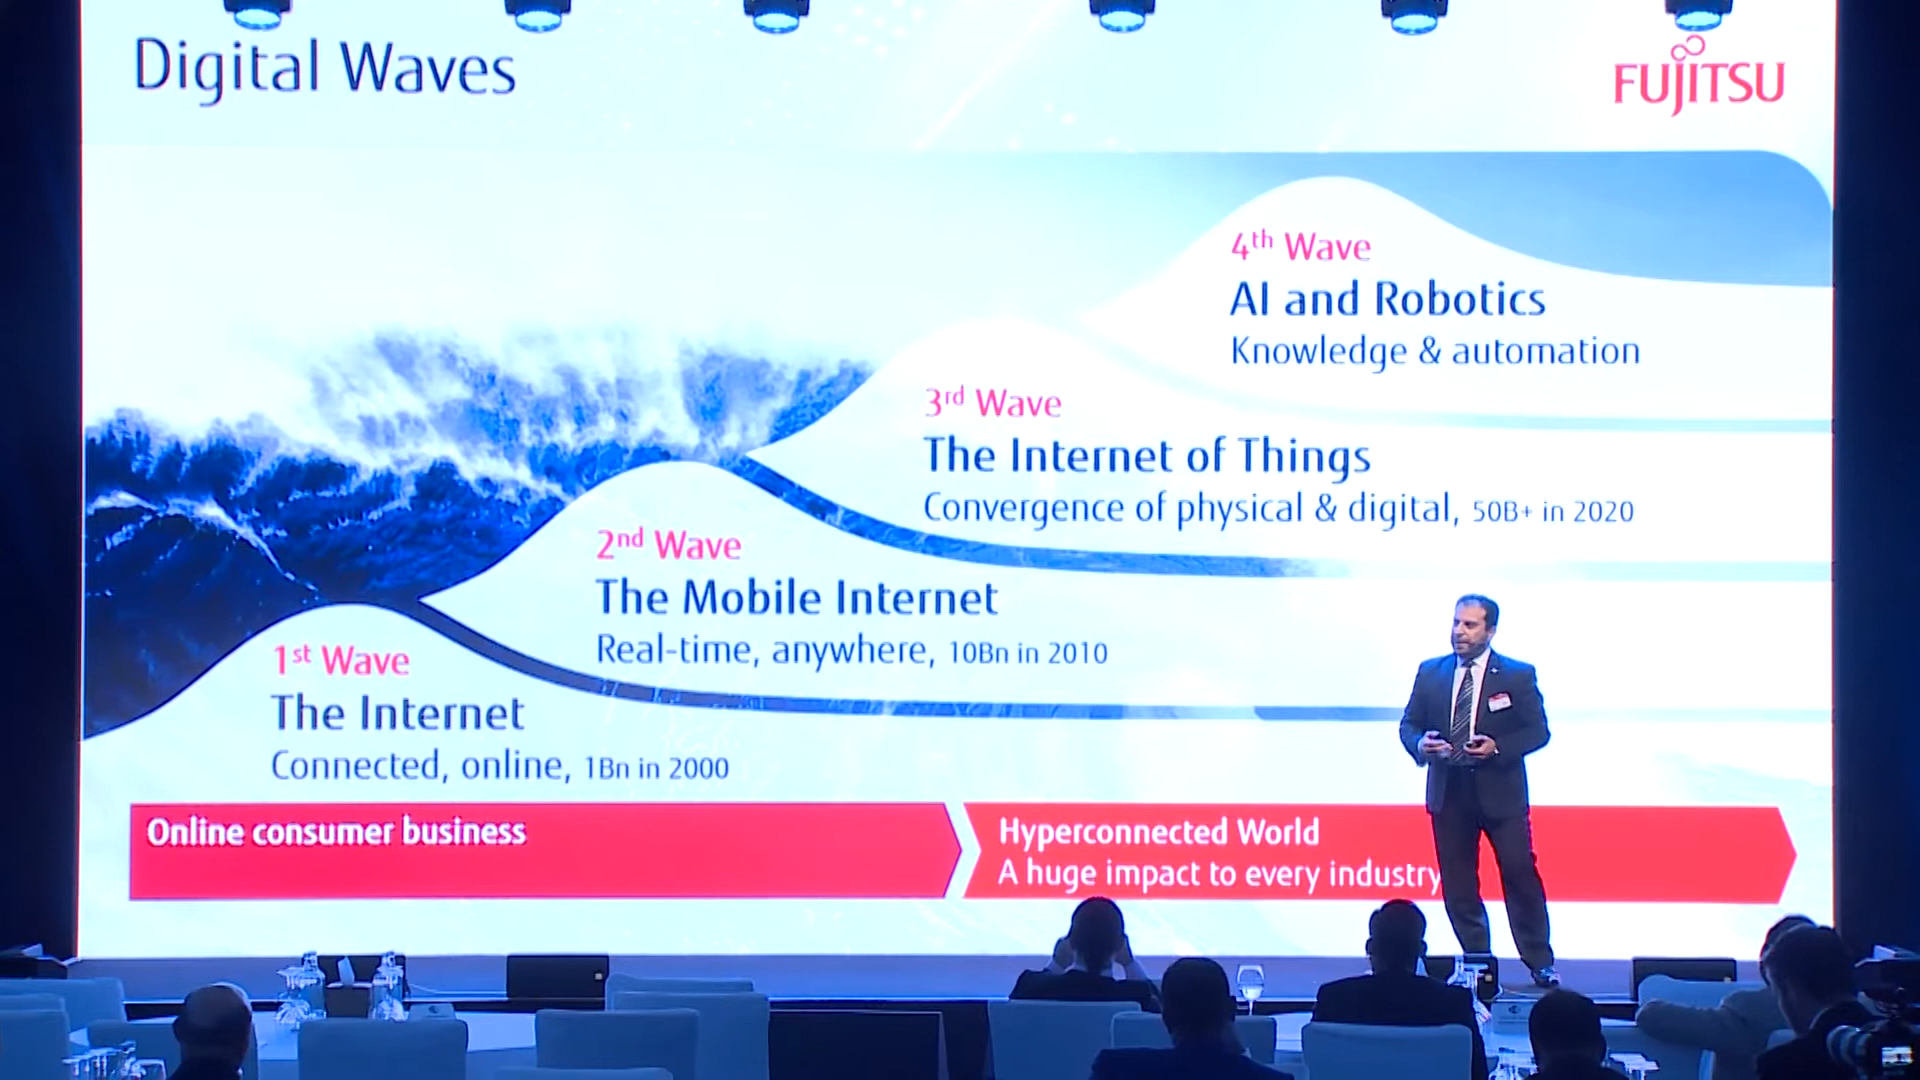 Digital Waves
FUJITSU
4th Wave
AI and Robotics
Knowledge & automation
3rd Wave
The Internet of Things
Convergence of physical & digital, 50B+ in 2020
2nd Wave
The Mobile Internet
Real-time, anywhere, 10Bn in 2010
1st Wave
The Internet
Connected, online, 1Bn in 2000
Online consumer business
Hyperconnected World
A huge impact to every industry